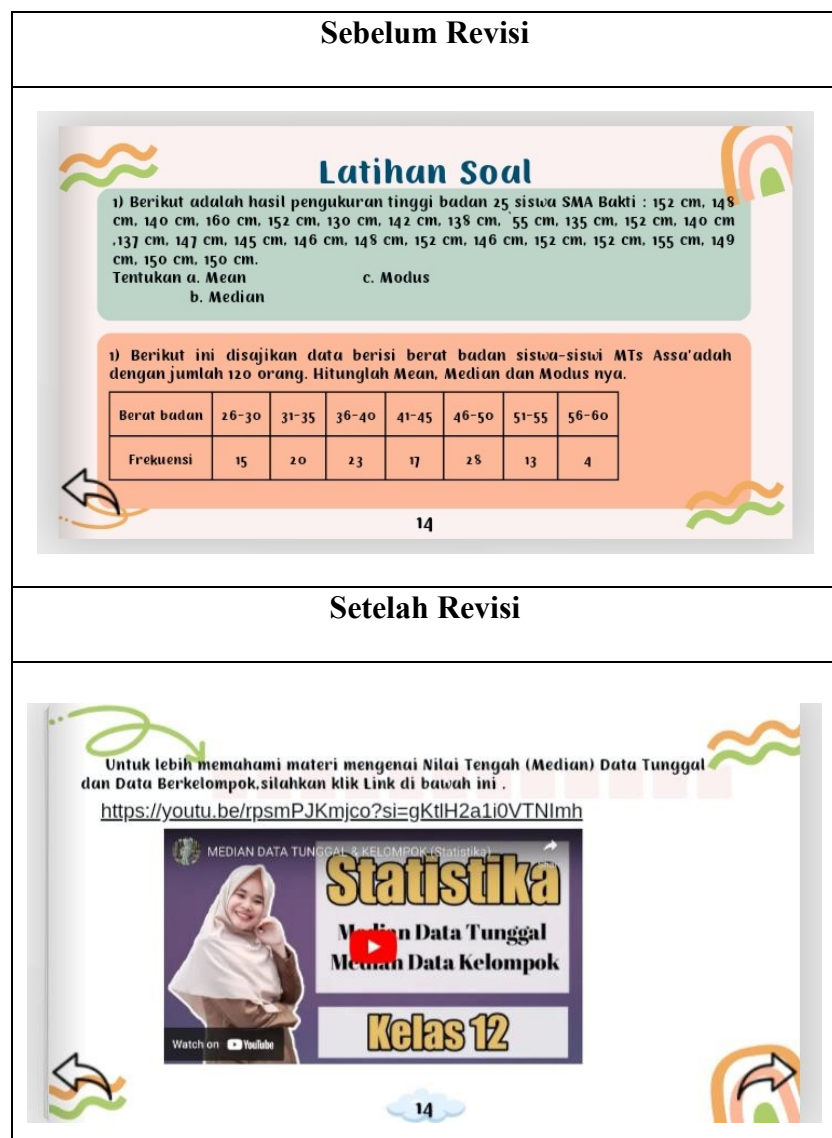 Sebelum Revisi
Latihan Soal
1) Berikut adalah hasil pengukuran tinggi badan 25 siswa SMA Bakti : 152 cm, 148
cm, 140 cm, 160 cm, 152 cm, 130 cm, 142 cm, 138 cm, `55 cm, 135 cm, 152 cm, 140 cm
,137 cm, 147 cm, 145 cm, 146 cm, 148 cm, 152 cm, 146 cm, 152 cm, 152 cm, 155 cm, 149
cm, 150 cm, 150 cm.
Tentukan a. Mean c. Modus
b. Median
1) Berikut ini disajikan data berisi berat badan siswa-siswi MTs Assa'adah
dengan jumlah 120 orang. Hitunglah Mean, Median dan Modus nya.
Berat badan 26-30 31-35 36-40 41-45 46-50 51-55 56-60
Frekuensi 15 20 23 17 28 13 4
14
Setelah Revisi
Untuk lebih memahami materi mengenai Nilai Tengah (Median) Data Tunggal
dan Data Berkelompok,silahkan klik Link di bawah ini .
https://youtu.be/rpsmPJKmjco?si=gKtlH2a1i0VTNImh
MEDIAN DATA TUNGGAL & KELOMPOK (Statistika)
Statistika
Median Data Tunggal
Median Data Kelompok
Kelas 12
Watch on YouTube
14